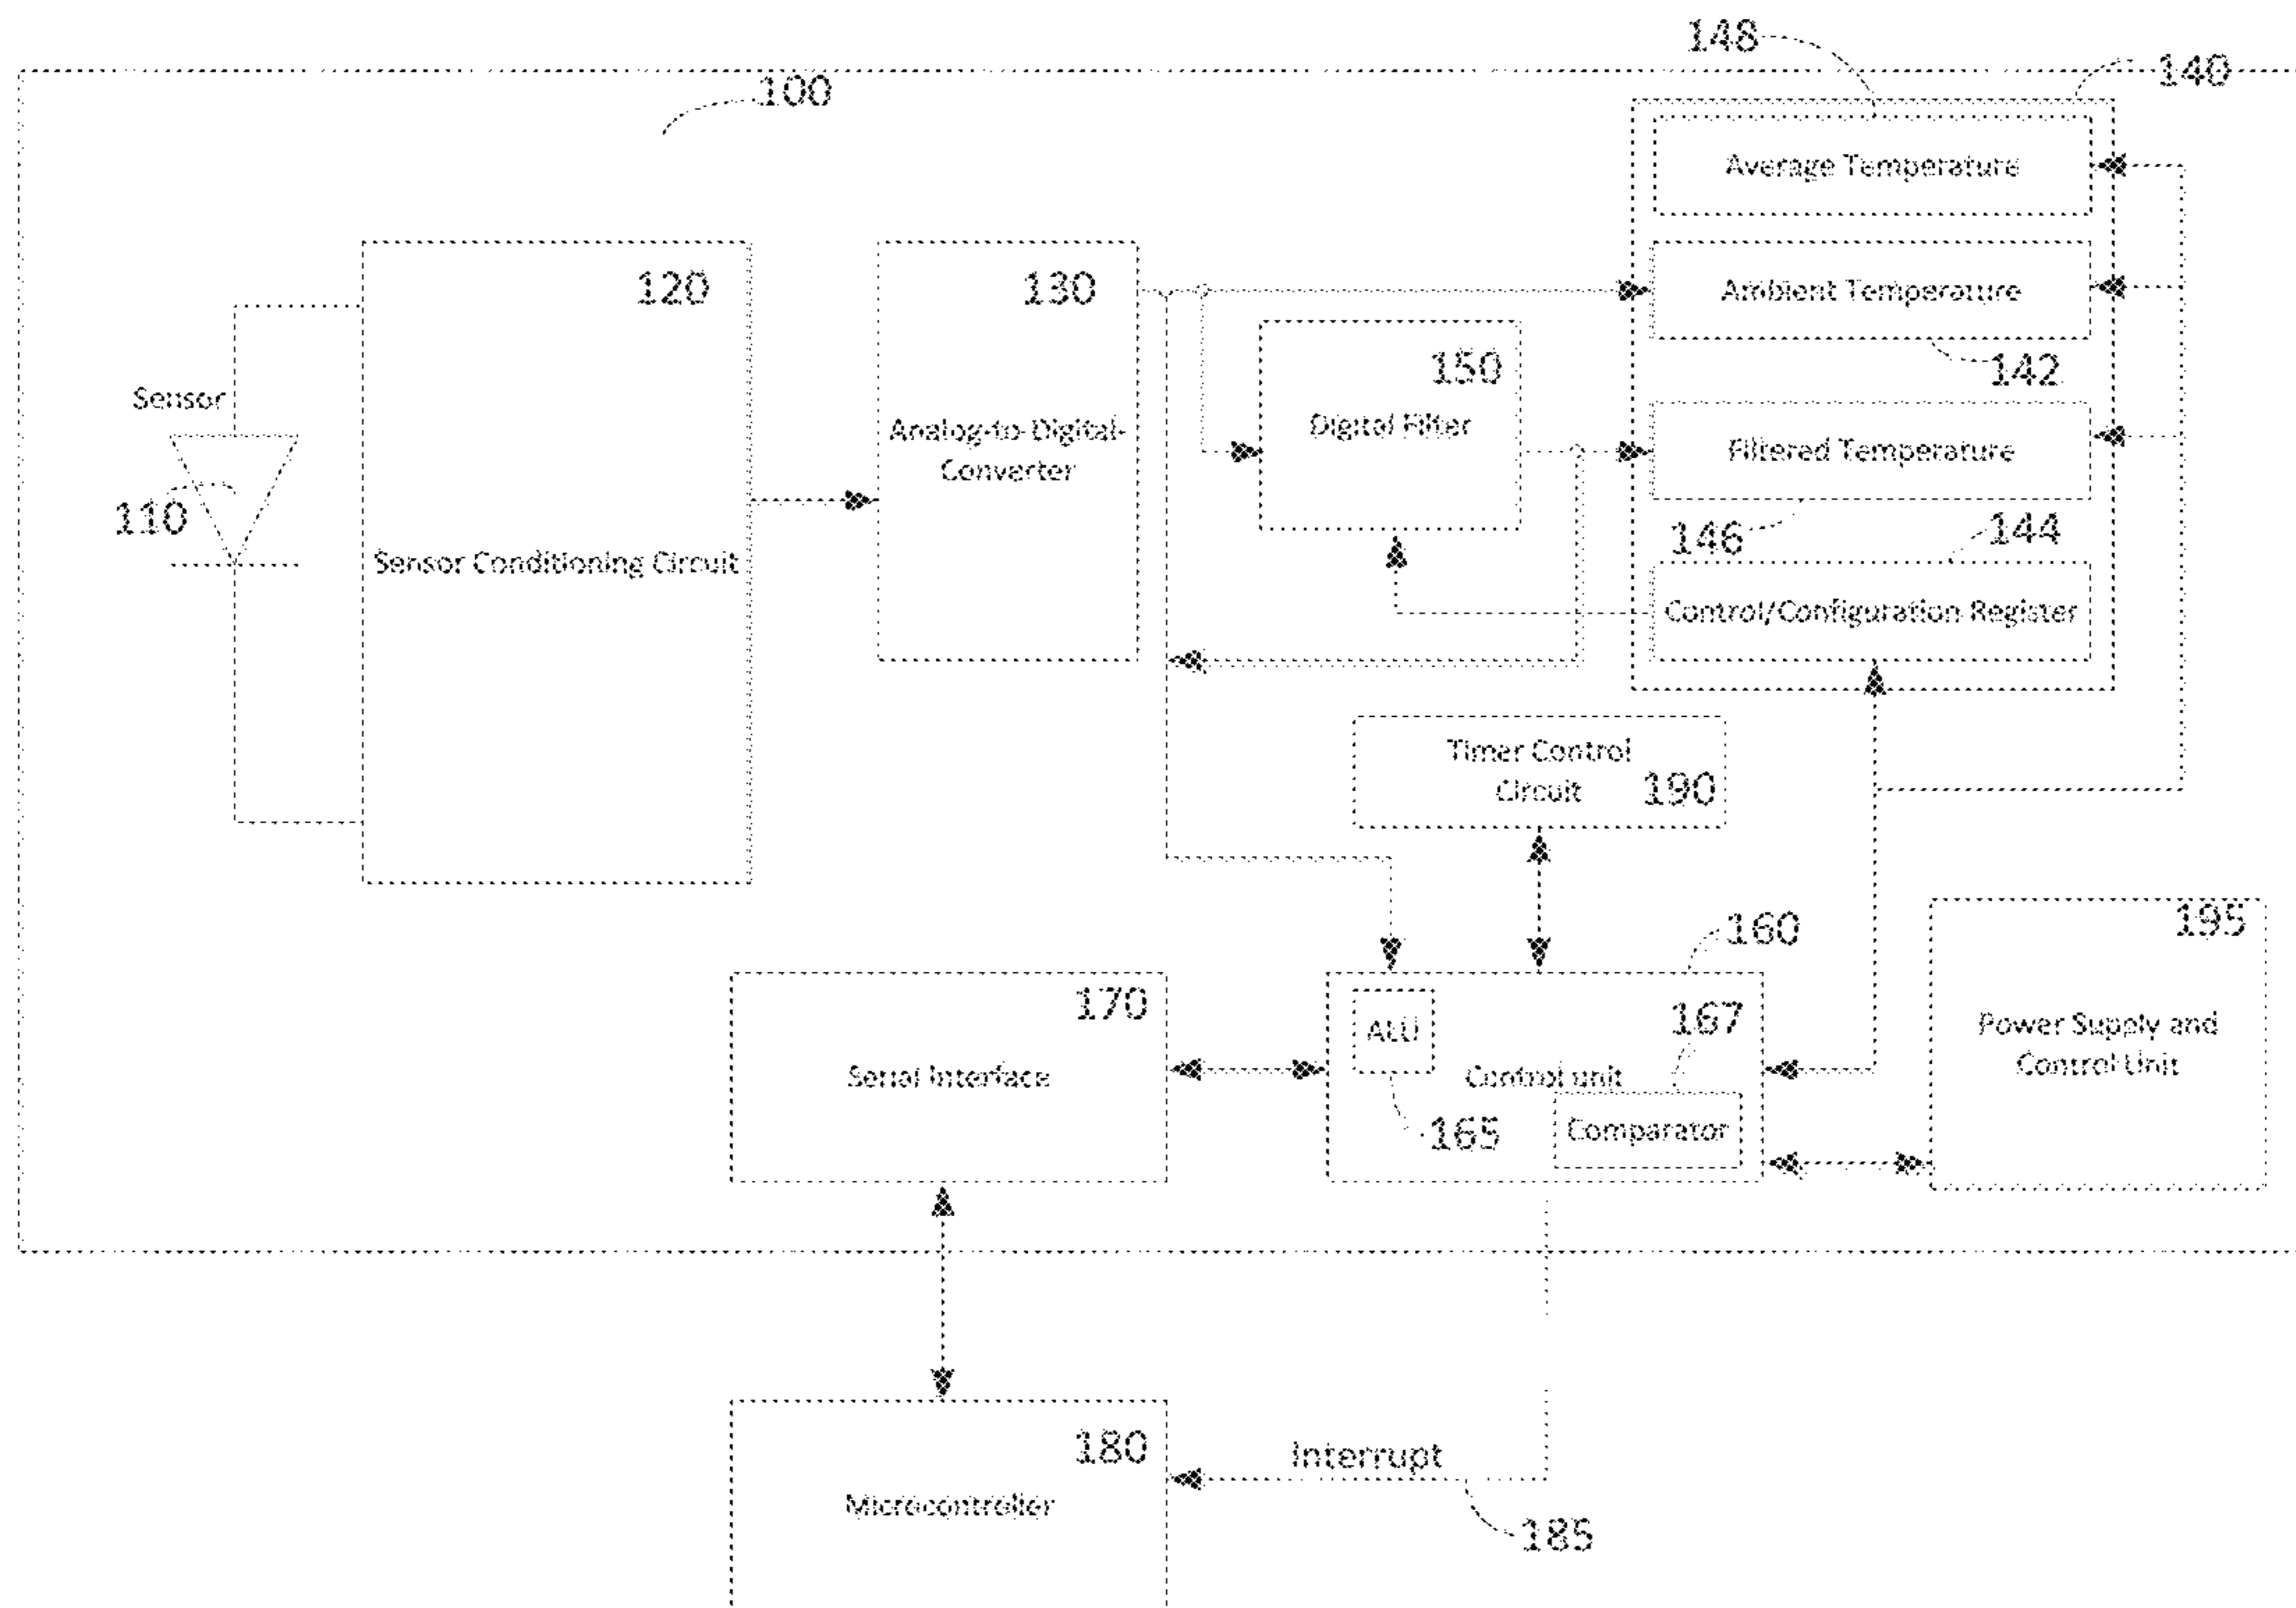 148
140
100
Average Temperature
120
130
Ambient Temperature
142
150
Sensor
Digital Filter
Analog-to-Digital-
Converter
Filtered Temperature
110
146
144
Sensor Conditioning Circuit
Control/Configuration Register
Timer Control
Circuit
190
160
195
170
ALU
167
Power Supply and
Control Unit
Serial Interface
Control unit
165
Comparator
180
Interrupt
Microcontroller
185